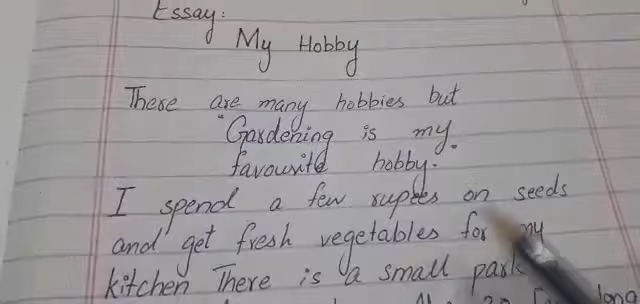 Essay:
My Hobby
There are many hobbies but
"Gardening is my
favourite hobby."
I spend a few rupees on seeds
and get fresh vegetables for my
kitchen There is a small park
long